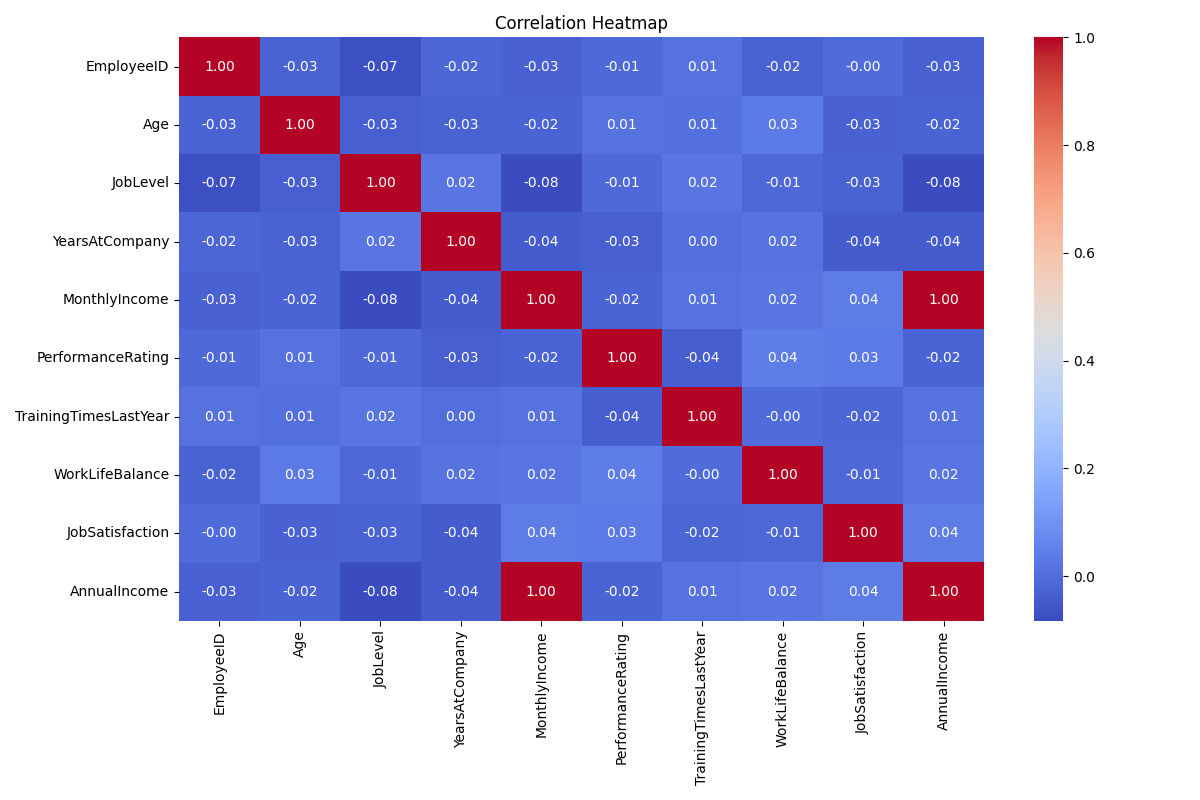 Correlation Heatmap
EmployeeID 1.00 -0.03 -0.07 -0.02 -0.03 -0.01 0.01 -0.02 -0.00 -0.03
Age -0.03 1.00 -0.03 -0.03 -0.02 0.01 0.01 0.03 -0.03 -0.02
JobLevel -0.07 -0.03 1.00 0.02 -0.08 -0.01 0.02 -0.01 -0.03 -0.08
YearsAtCompany -0.02 -0.03 0.02 1.00 -0.04 -0.03 0.00 0.02 -0.04 -0.04
MonthlyIncome -0.03 -0.02 -0.08 -0.04 1.00 -0.02 0.01 0.02 0.04 1.00
PerformanceRating -0.01 0.01 -0.01 -0.03 -0.02 1.00 -0.04 0.04 0.03 -0.02
TrainingTimesLastYear 0.01 0.01 0.02 0.00 0.01 -0.04 1.00 -0.00 -0.02 0.01
WorkLifeBalance -0.02 0.03 -0.01 0.02 0.02 0.04 -0.00 1.00 -0.01 0.02
JobSatisfaction -0.00 -0.03 -0.03 -0.04 0.04 0.03 -0.02 -0.01 1.00 0.04
AnnualIncome -0.03 -0.02 -0.08 -0.04 1.00 -0.02 0.01 0.02 0.04 1.00
EmployeeID
Age
JobLevel
YearsAtCompany
MonthlyIncome
PerformanceRating
TrainingTimesLastYear
WorkLifeBalance
JobSatisfaction
AnnualIncome
1.0
0.8
0.6
0.4
0.2
0.0